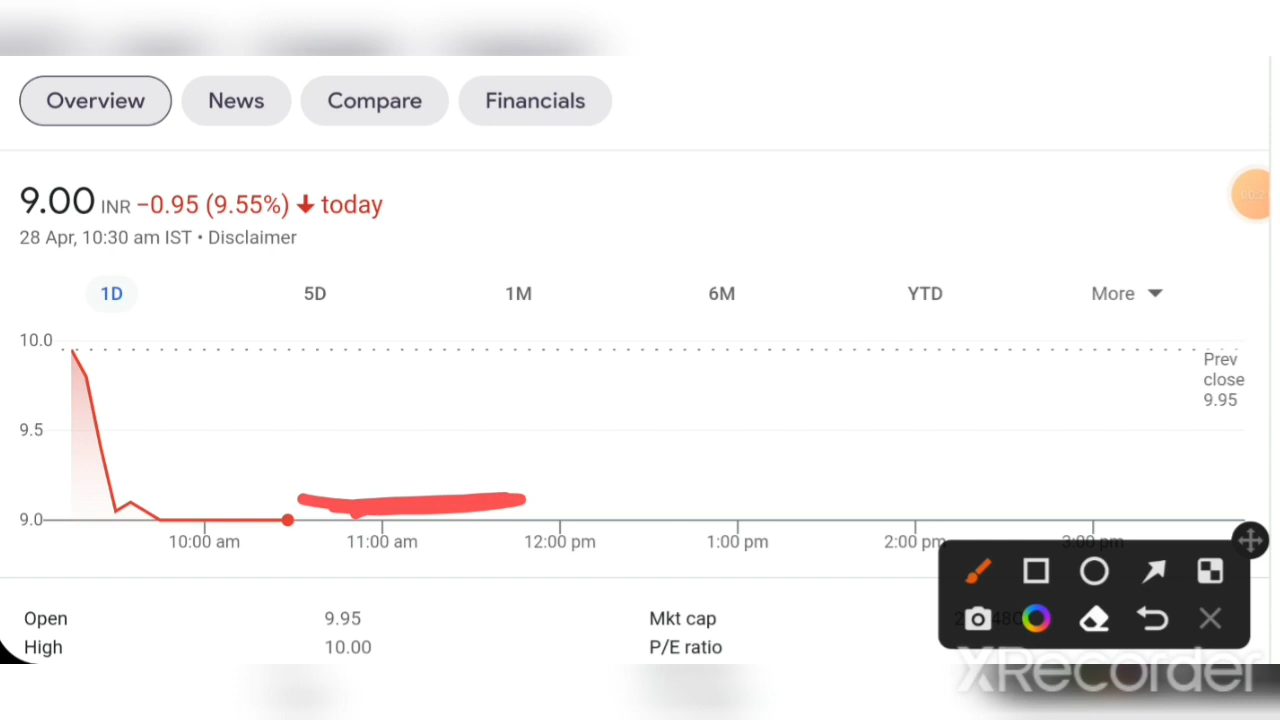 Overview News Compare Financials
9.00 INR −0.95 (9.55%) today
28 Apr, 10:30 am IST • Disclaimer
1D 5D 1M 6M YTD More
10.0
Prev
close
9.95
9.5
9.0
10:00 am 11:00 am 12:00 pm 1:00 pm 2:00 pm 3:00 pm
Open 9.95 Mkt cap
High 10.00 P/E ratio
XRecorder